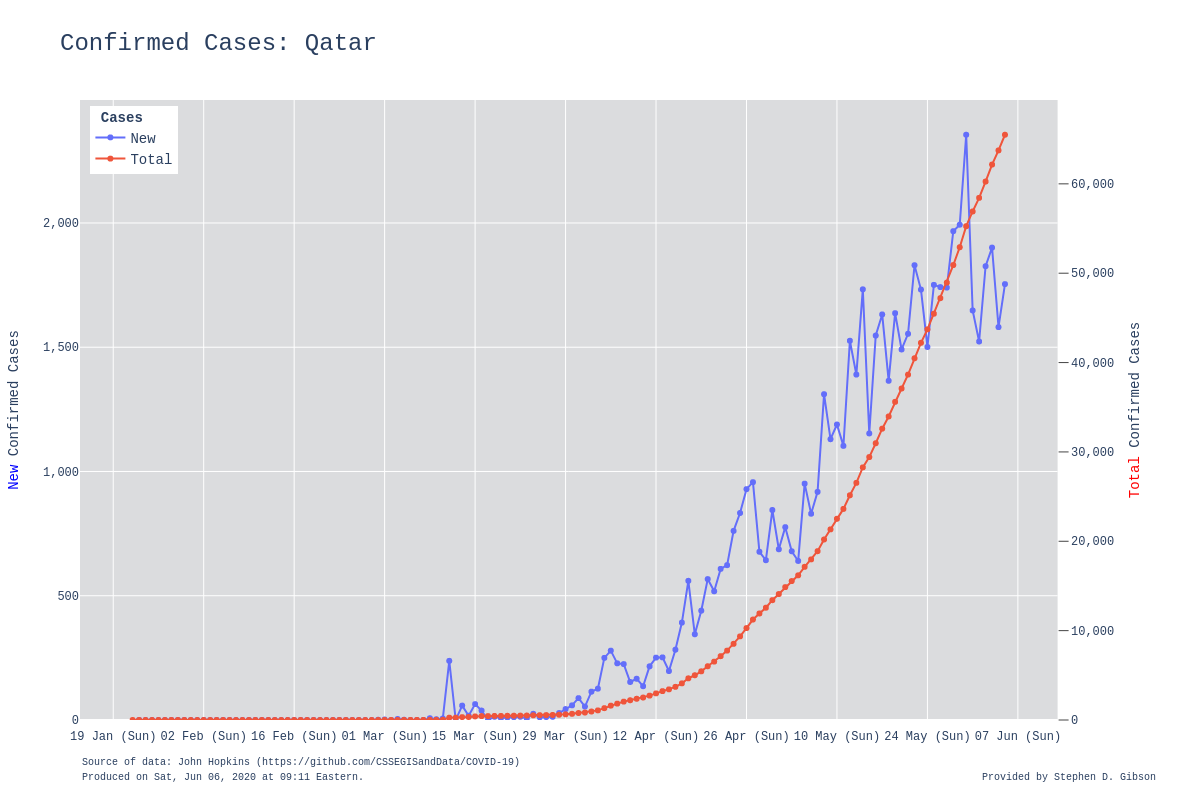 Confirmed Cases: Qatar
Cases
New
Total
2,000
1,500
1,000
500
0
60,000
50,000
40,000
30,000
20,000
10,000
0
New Confirmed Cases
Total Confirmed Cases
19 Jan (Sun) 02 Feb (Sun) 16 Feb (Sun) 01 Mar (Sun) 15 Mar (Sun) 29 Mar (Sun) 12 Apr (Sun) 26 Apr (Sun) 10 May (Sun) 24 May (Sun) 07 Jun (Sun)
Source of data: John Hopkins (https://github.com/CSSEGISandData/COVID-19)
Produced on Sat, Jun 06, 2020 at 09:11 Eastern.
Provided by Stephen D. Gibson